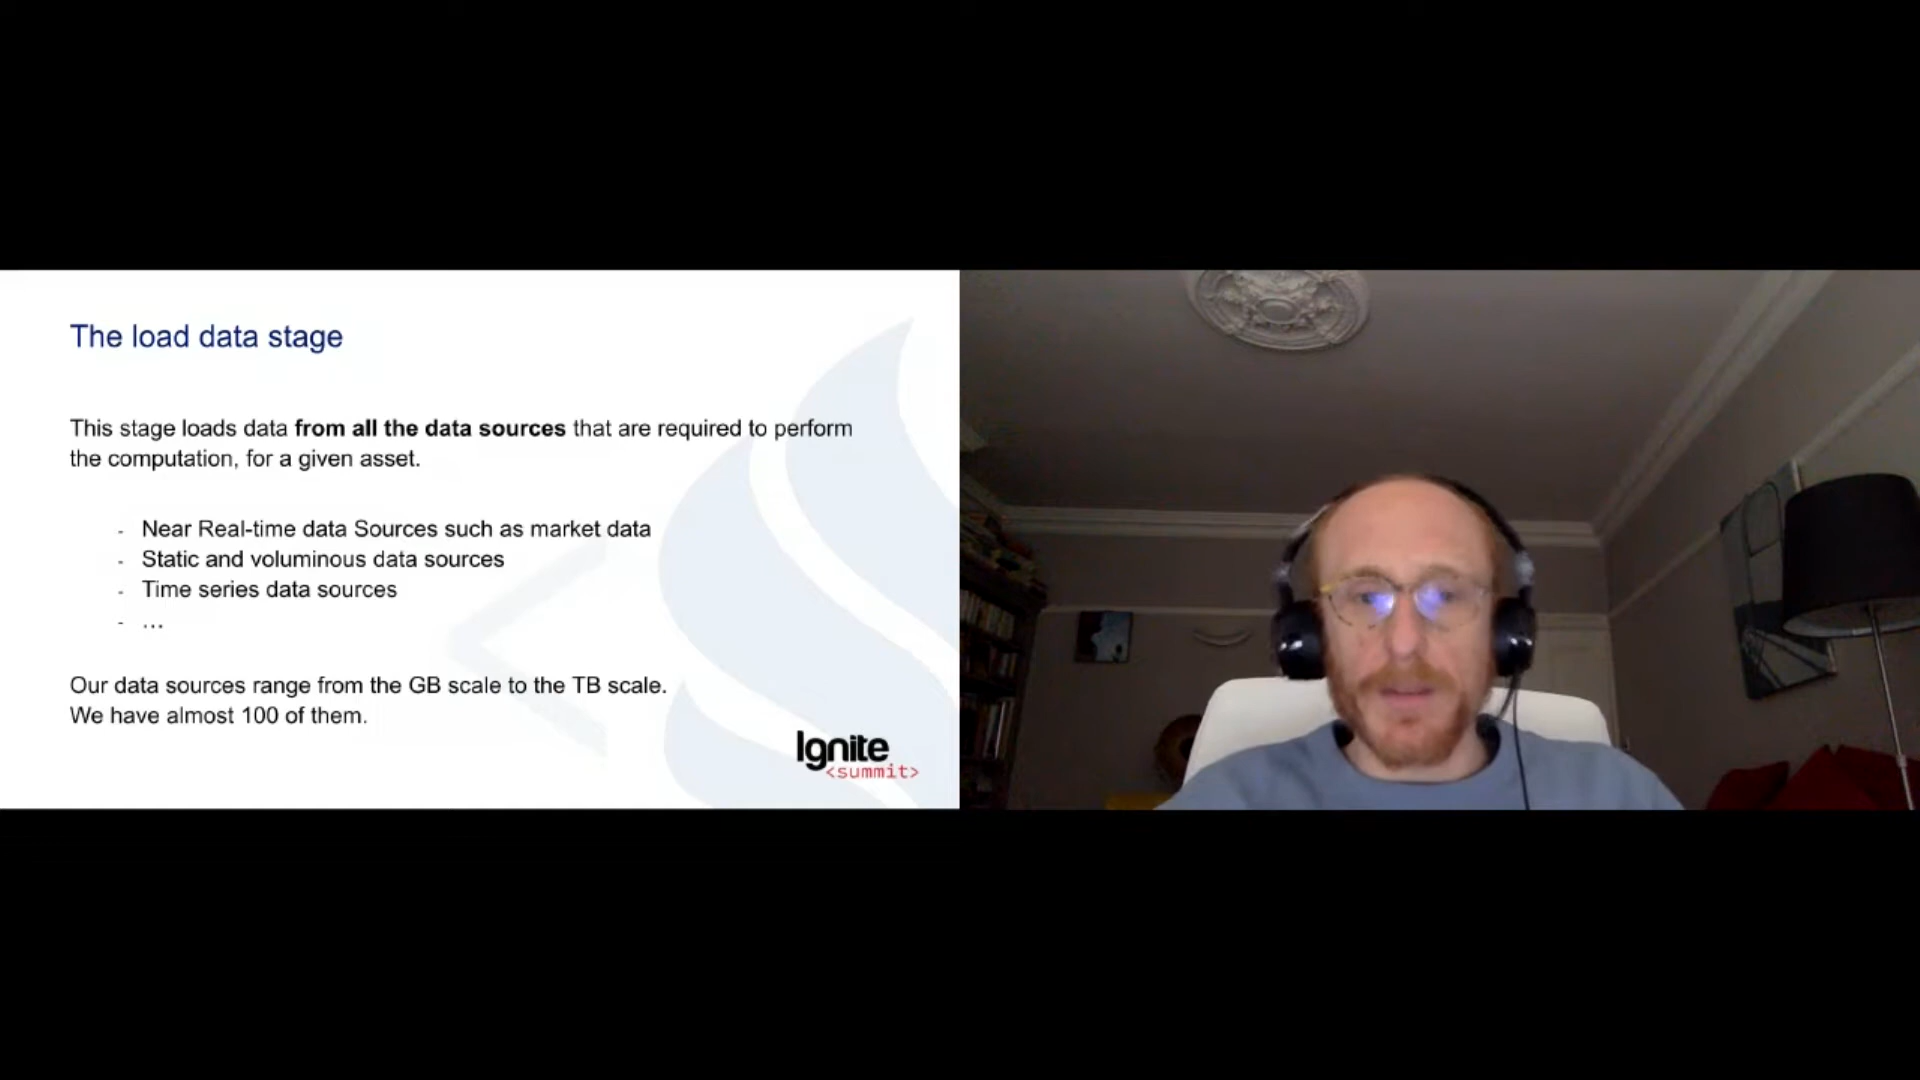 The load data stage
This stage loads data from all the data sources that are required to perform
the computation, for a given asset.
- Near Real-time data Sources such as market data
- Static and voluminous data sources
- Time series data sources
- ...
Our data sources range from the GB scale to the TB scale.
We have almost 100 of them.
Ignite
<summit>